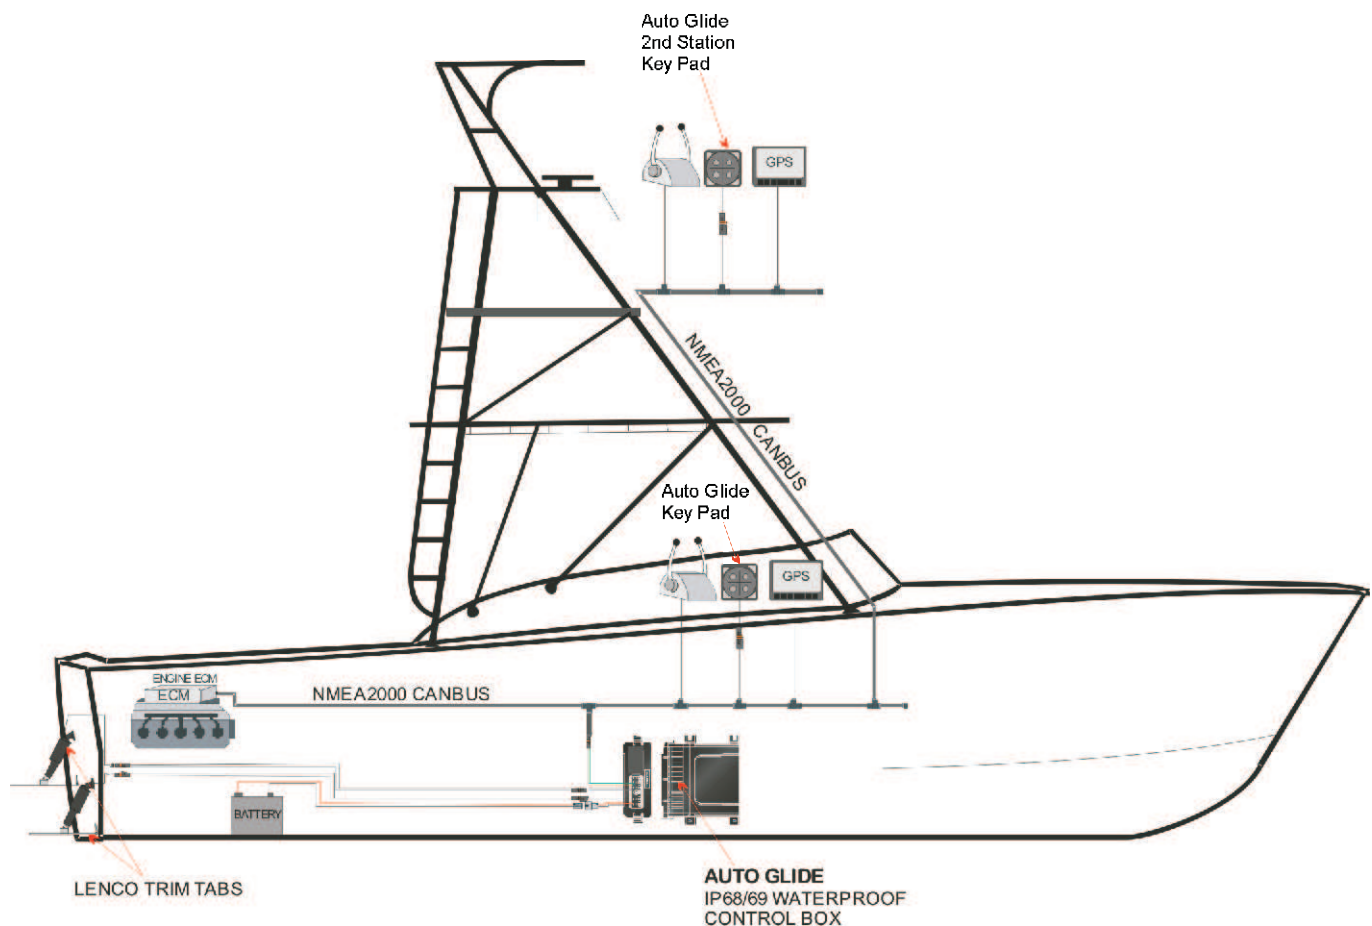 Auto Glide
2nd Station
Key Pad
GPS
NMEA2000 CANBUS
Auto Glide
Key Pad
GPS
ENGINE ECM
ECM
NMEA2000 CANBUS
BATTERY
LENCO TRIM TABS
AUTO GLIDE
IP68/69 WATERPROOF
CONTROL BOX